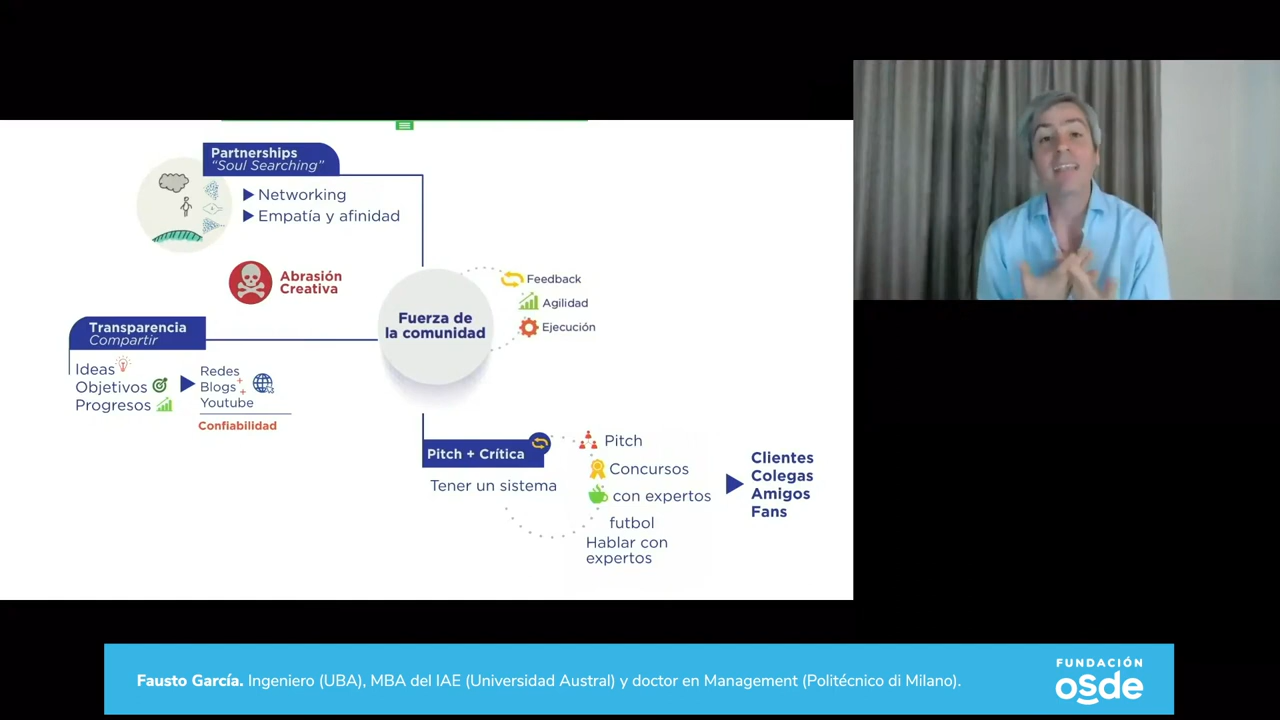 Partnerships
“Soul Searching”
Networking
Empatía y afinidad
Abrasión
Creativa
Fuerza de
la comunidad
Feedback
Agilidad
Ejecución
Transparencia
Compartir
Ideas
Objetivos
Progresos
Redes
Blogs
Youtube
Confiabilidad
Pitch + Crítica
Tener un sistema
Pitch
Concursos
con expertos
futbol
Hablar con
expertos
Clientes
Colegas
Amigos
Fans
Fausto García. Ingeniero (UBA), MBA del IAE (Universidad Austral) y doctor en Management (Politécnico di Milano).
FUNDACIÓN
osde